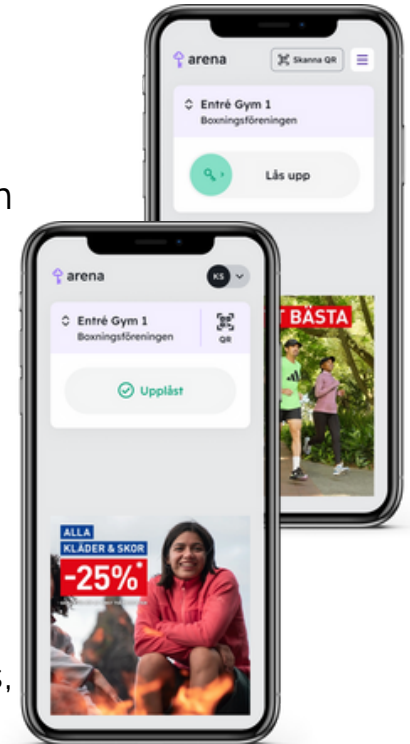 arena
Skanna QR
Entré Gym 1
Boxningsföreningen
Lås upp
BÄSTA
arena
KS
Entré Gym 1
Boxningsföreningen
QR
Upplåst
ALLA
KLÄDER & SKOR
-25%*